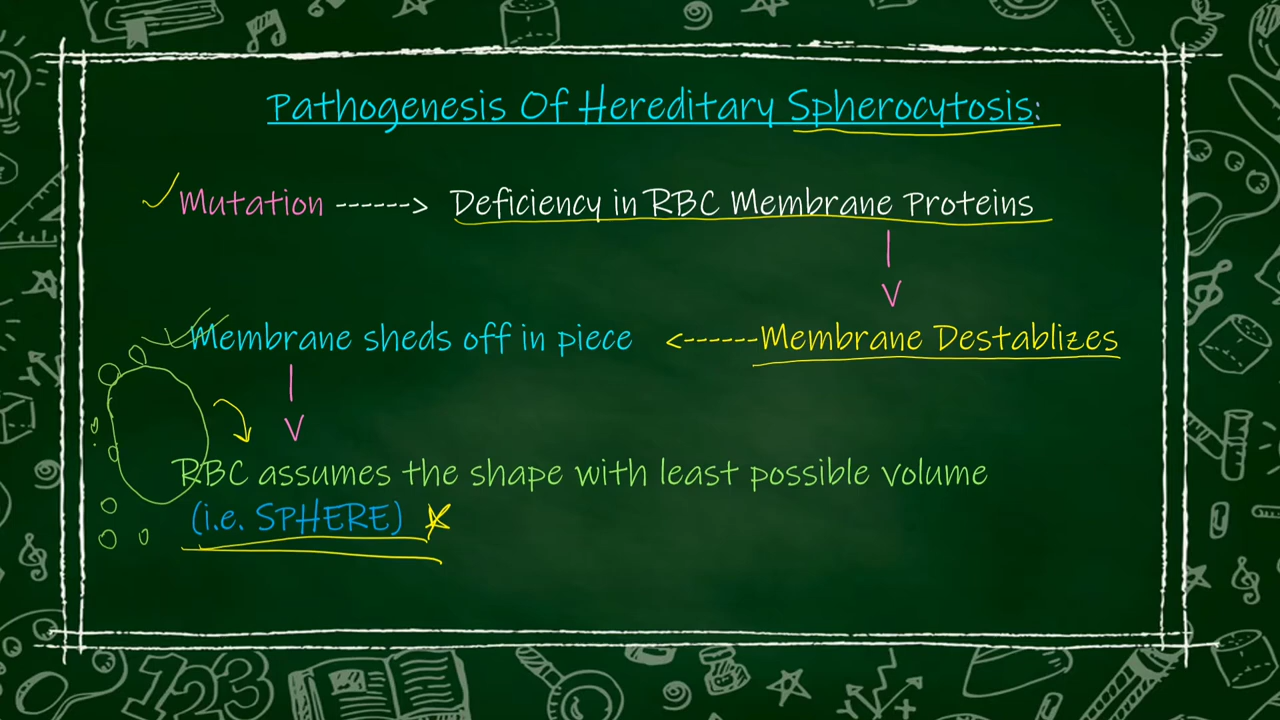 Pathogenesis Of Hereditary Spherocytosis:
Mutation ------> Deficiency in RBC Membrane Proteins
Membrane sheds off in piece <------Membrane Destablizes
RBC assumes the shape with least possible volume
(i.e. SPHERE)
123